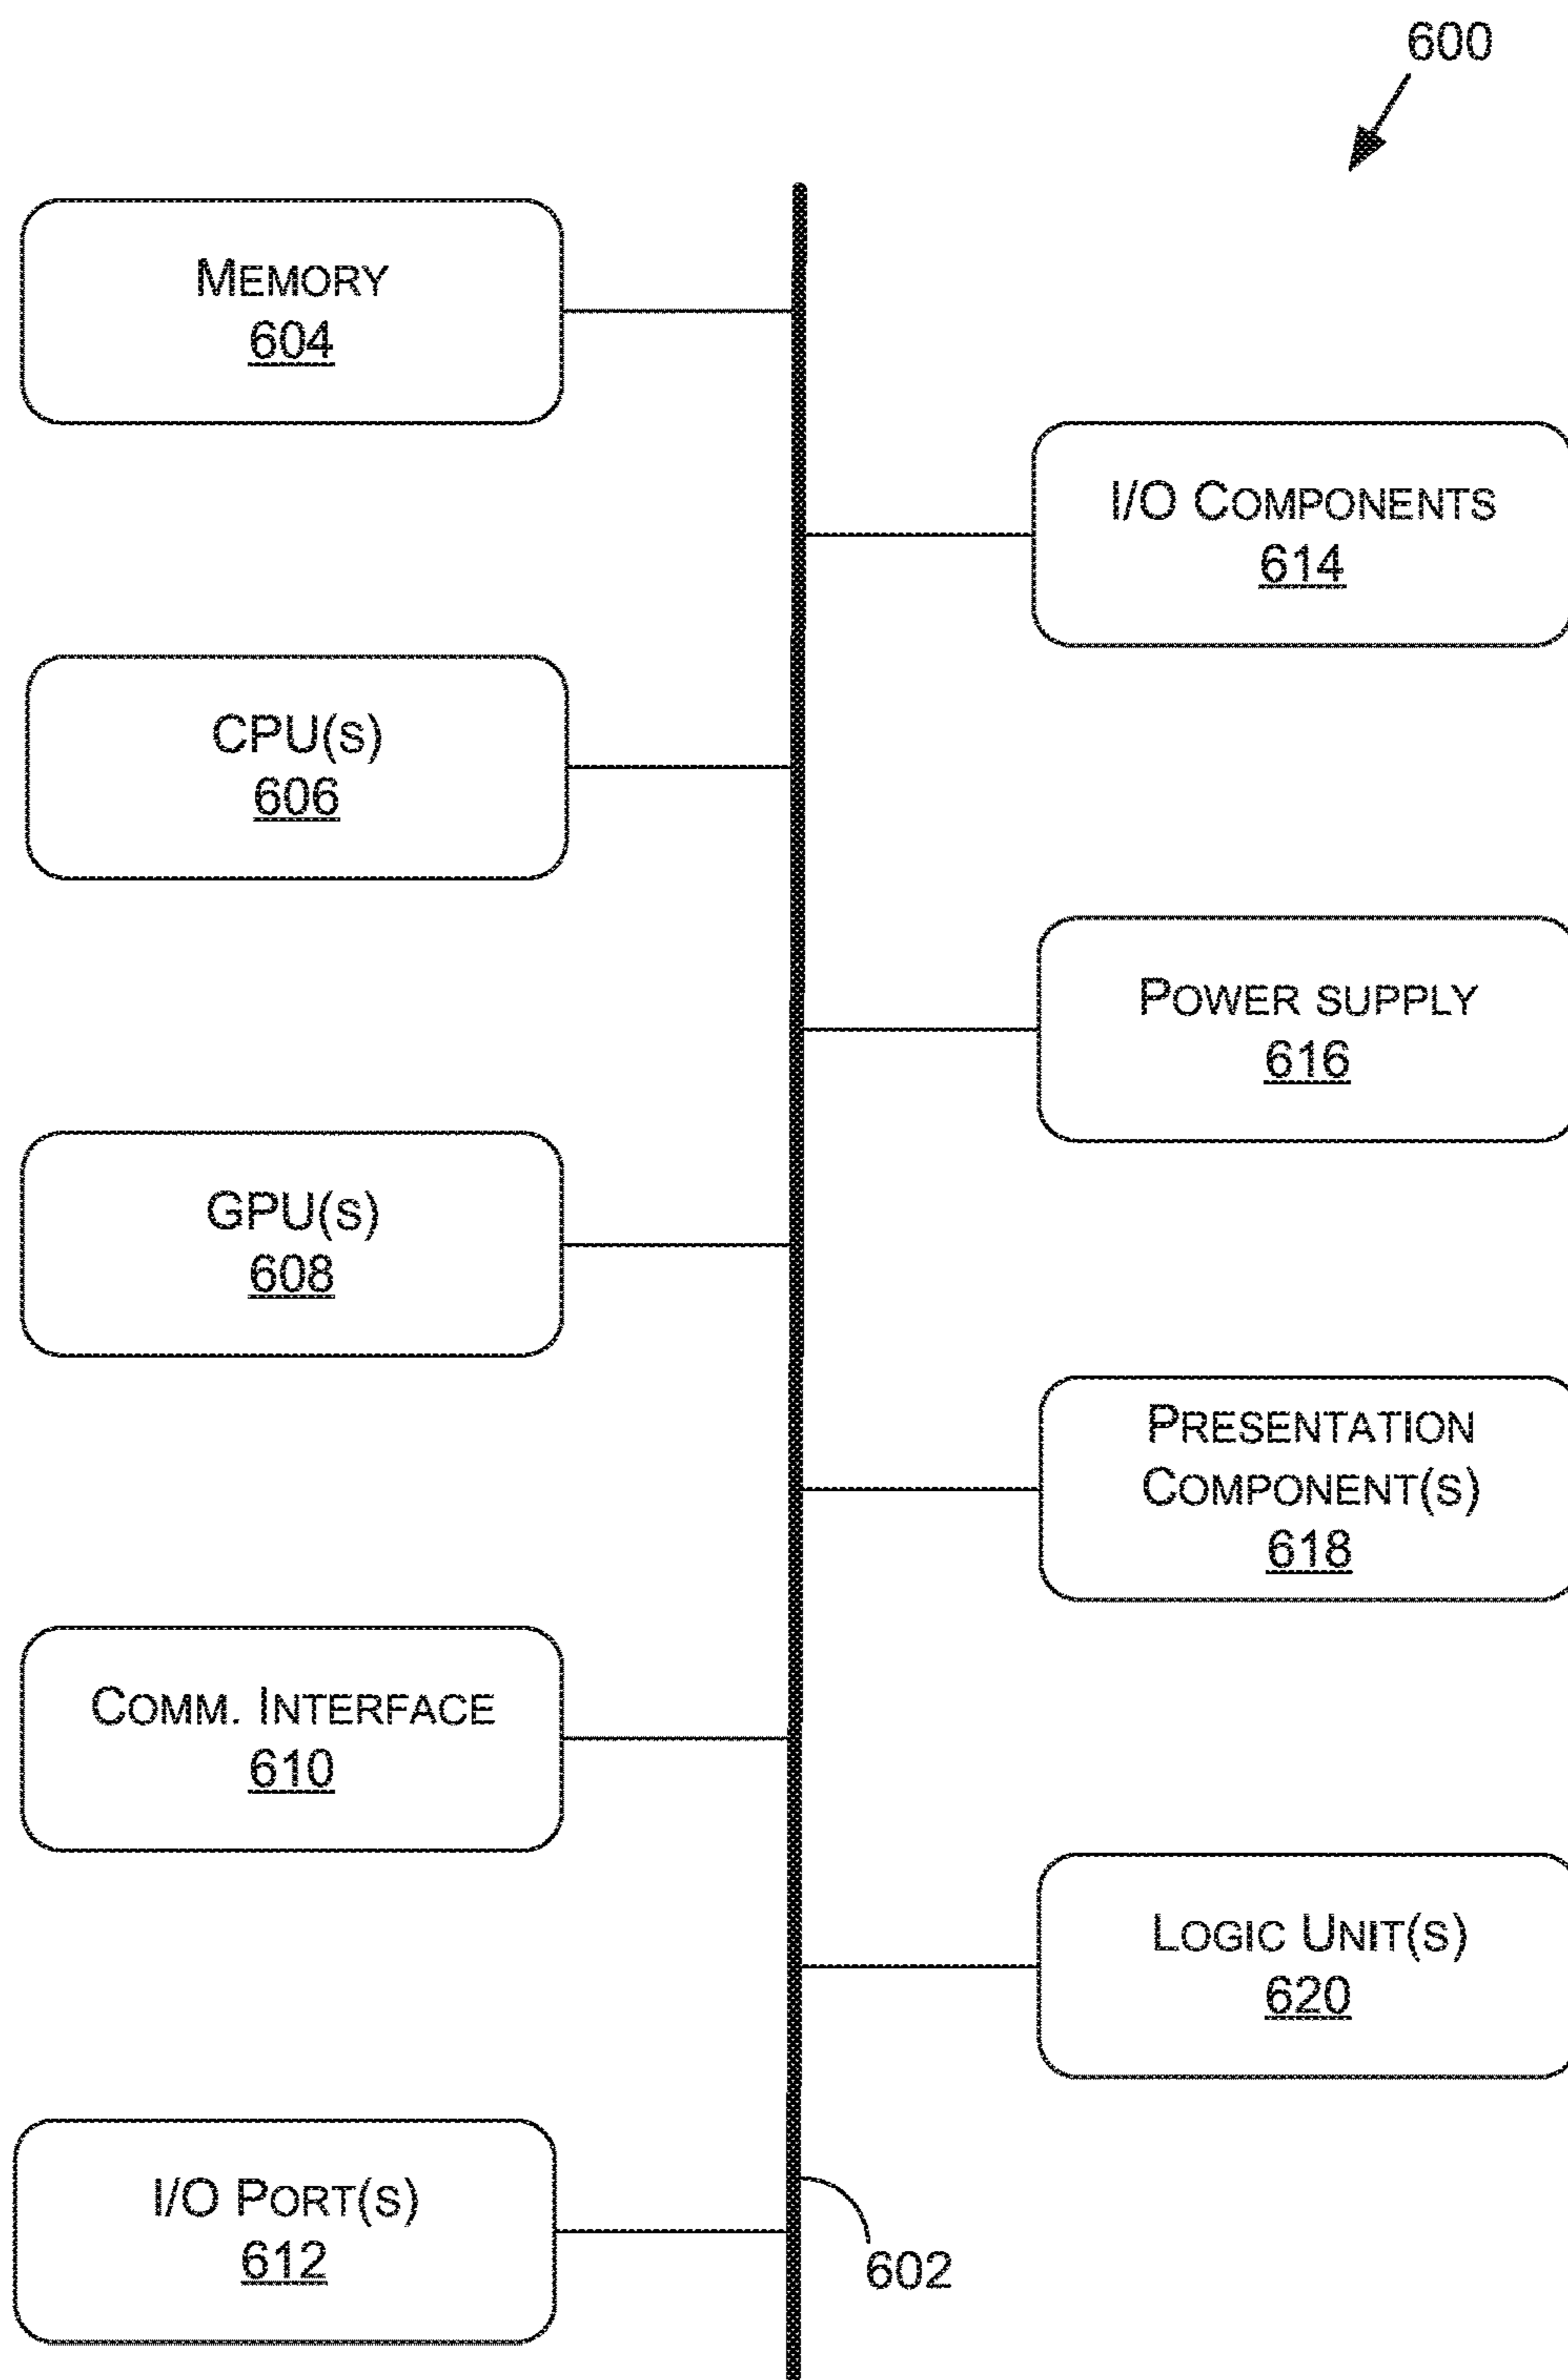 600
MEMORY
604
I/O COMPONENTS
614
CPU(S)
606
POWER SUPPLY
616
GPU(S)
608
PRESENTATION
COMPONENT(S)
618
COMM. INTERFACE
610
LOGIC UNIT(S)
620
I/O PORT(S)
612
602